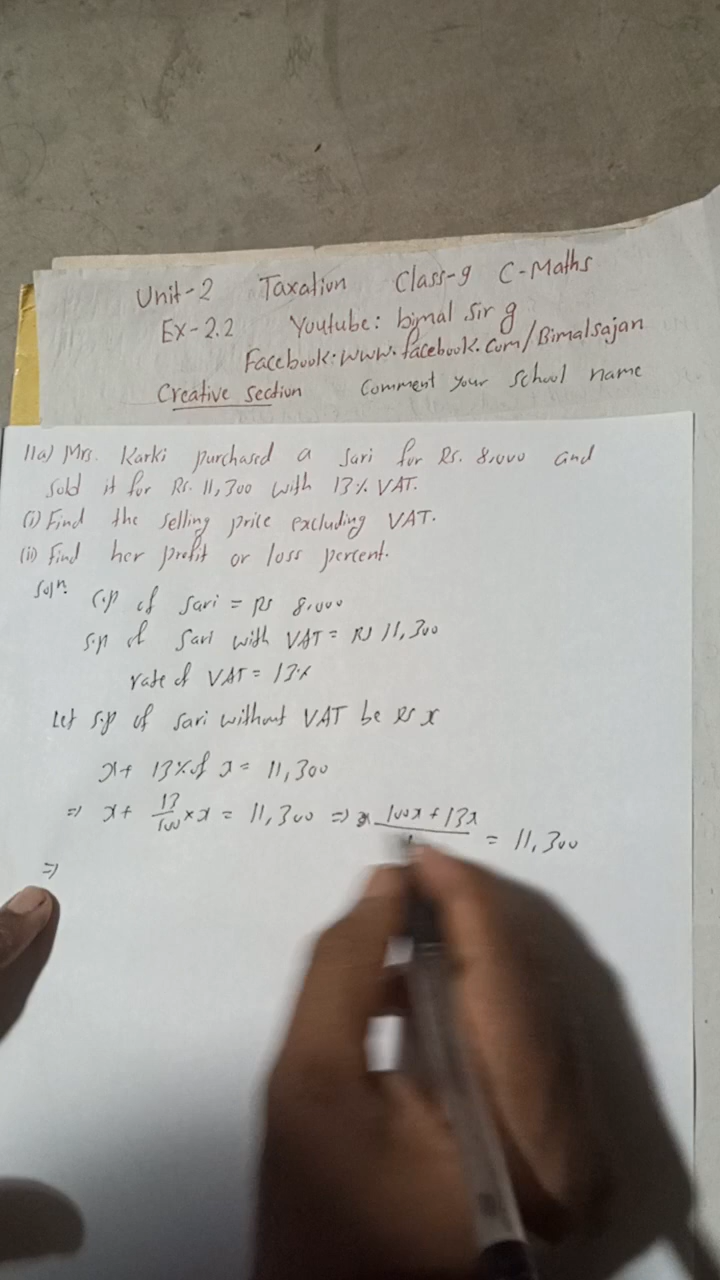 Unit-2 Taxation Class-9 C-Maths
Ex-2.2 Youtube: bimal sir g
Facebook: www.facebook.com/Bimalsajan
Creative section Comment your school name
11a) Mrs. Karki purchased a sari for Rs. 8,000 and
sold it for Rs. 11,300 with 13% VAT.
(i) Find the selling price excluding VAT.
(ii) Find her profit or loss percent.
Soln.
C.P of sari = Rs 8,000
S.P of sari with VAT = Rs 11,300
rate of VAT = 13%
Let S.P of sari without VAT be Rs x
x + 13% of x = 11,300
⇒ x + 13/100 × x = 11,300 ⇒ 100x + 13x = 11,300
⇒